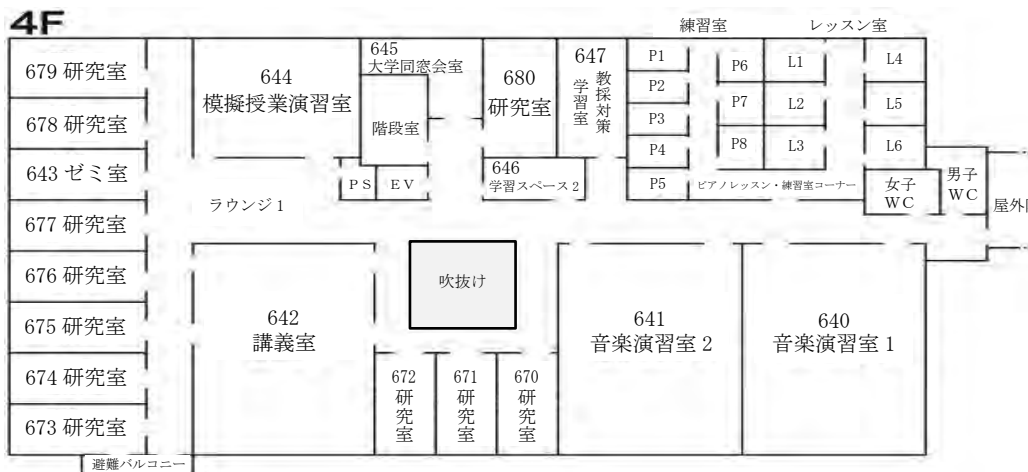 4F
練習室
レッスン室
679 研究室
678 研究室
643 ゼミ室
677 研究室
676 研究室
675 研究室
674 研究室
673 研究室
避難バルコニー
644
模擬授業演習室
645
大学同窓会室
階段室
PS
EV
ラウンジ 1
680
研究室
646
学習スペース 2
647
教採対策
学習室
P1
P2
P3
P4
P5
P6
P7
P8
L1
L2
L3
L4
L5
L6
ピアノレッスン・練習室コーナー
女子
WC
男子
WC
屋外
吹抜け
642
講義室
672
研究室
671
研究室
670
研究室
641
音楽演習室 2
640
音楽演習室 1